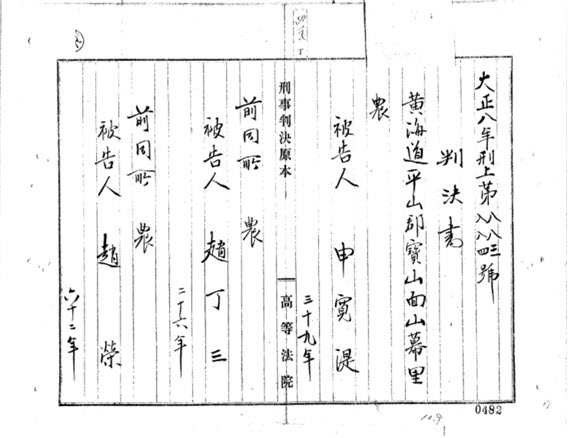 大正八年刑上第八八三八八四號
判決書
黃海道平山郡寶山面山幕里
農
被告人 申寬湜
三十九年
刑事判決原本 高等法院
前同所 農
被告人 趙丁三
二十六年
前同所 農
被告人 趙榮
六十二年
0482